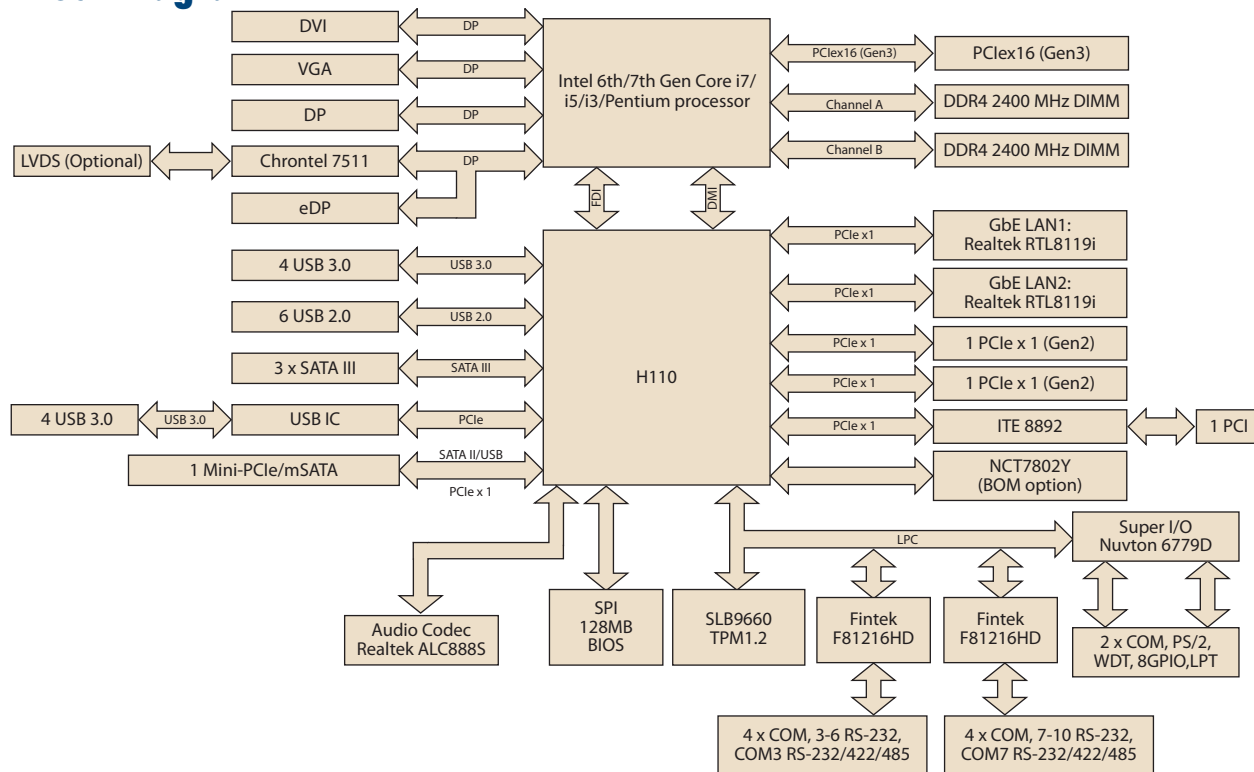 DVI
DP
VGA
DP
DP
DP
LVDS (Optional)
Chrontel 7511
DP
eDP
Intel 6th/7th Gen Core i7/
i5/i3/Pentium processor
PCIex16 (Gen3)
PCIex16 (Gen3)
Channel A
DDR4 2400 MHz DIMM
Channel B
DDR4 2400 MHz DIMM
FDI
DMI
4 USB 3.0
USB 3.0
6 USB 2.0
USB 2.0
3 x SATA III
SATA III
4 USB 3.0
USB 3.0
USB IC
PCIe
1 Mini-PCIe/mSATA
SATA II/USB
PCIe x 1
H110
PCIe x1
GbE LAN1:
Realtek RTL8119i
PCIe x1
GbE LAN2:
Realtek RTL8119i
PCIe x 1
1 PCIe x 1 (Gen2)
PCIe x 1
1 PCIe x 1 (Gen2)
PCIe x 1
ITE 8892
1 PCI
NCT7802Y
(BOM option)
LPC
Super I/O
Nuvton 6779D
Audio Codec
Realtek ALC888S
SPI
128MB
BIOS
SLB9660
TPM1.2
Fintek
F81216HD
Fintek
F81216HD
2 x COM, PS/2,
WDT, 8GPIO,LPT
4 x COM, 3-6 RS-232,
COM3 RS-232/422/485
4 x COM, 7-10 RS-232,
COM7 RS-232/422/485